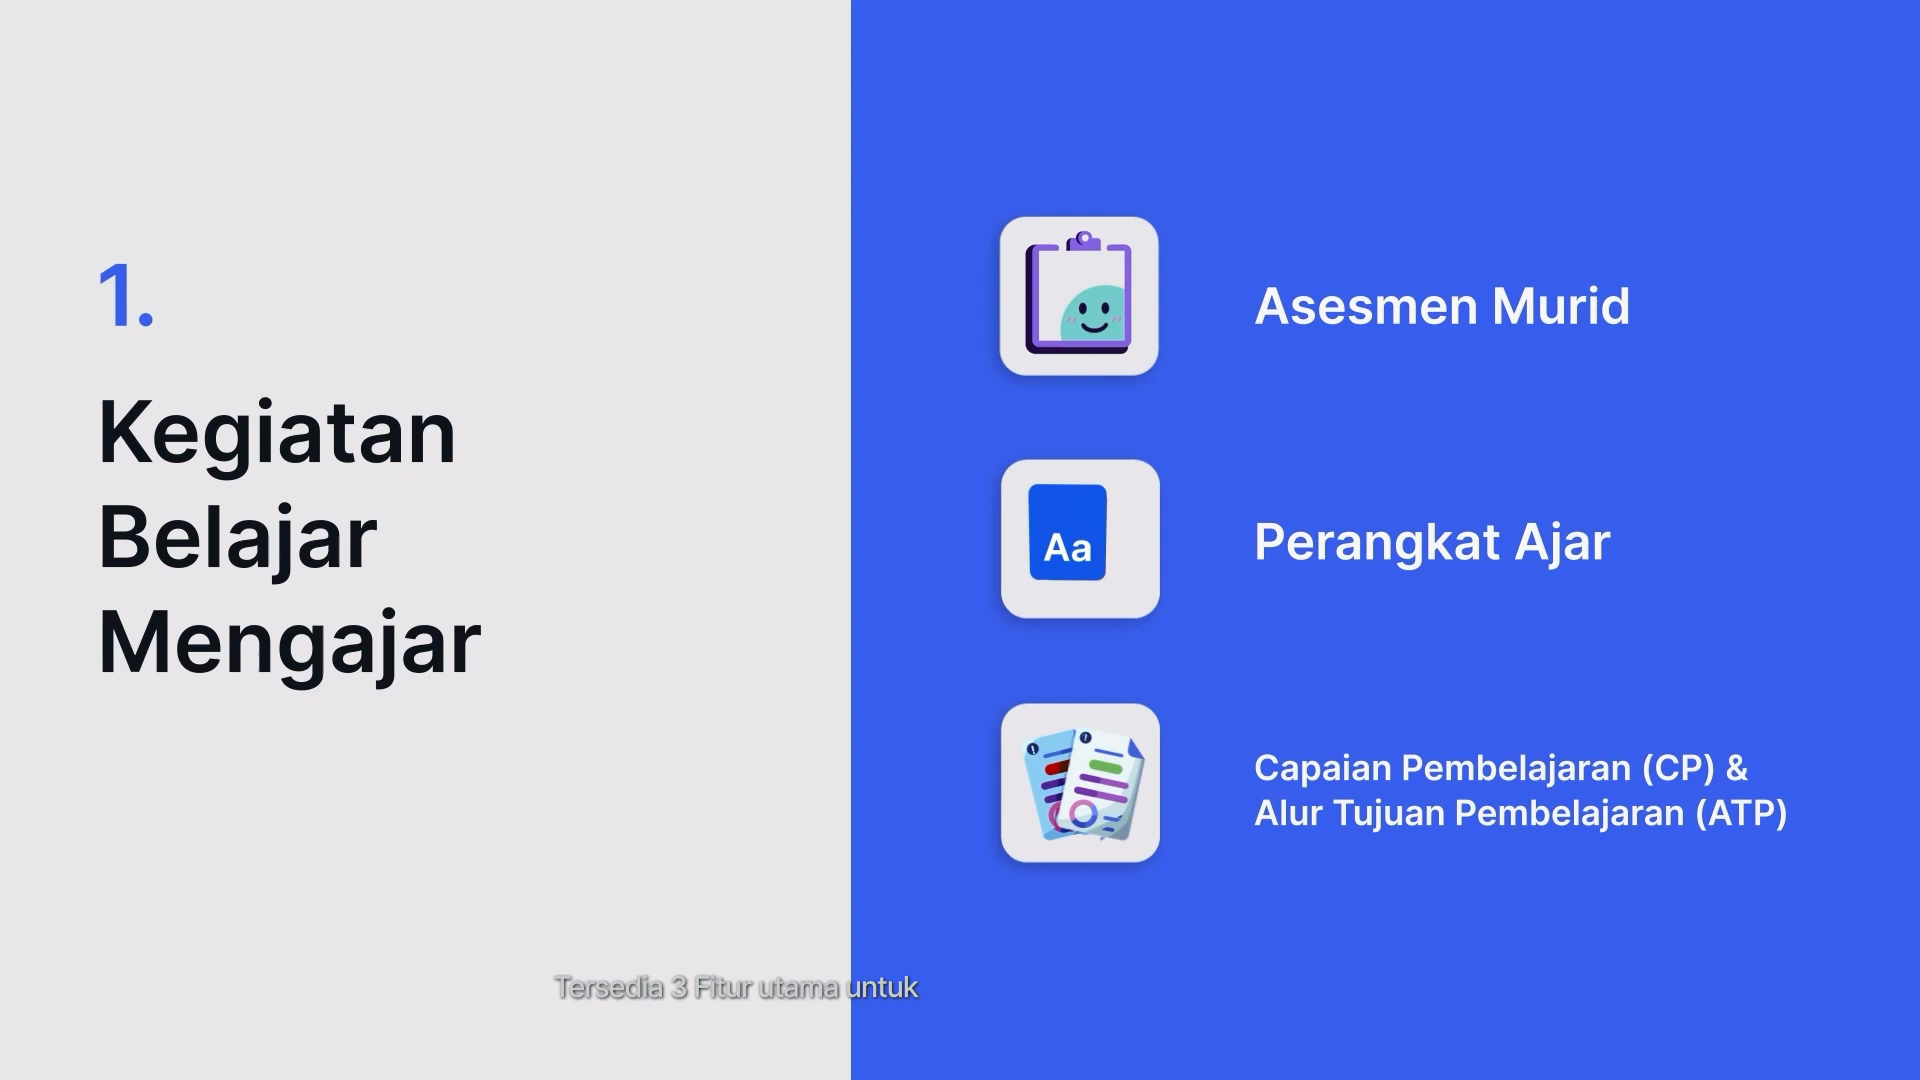 1.
Kegiatan
Belajar
Mengajar
Asesmen Murid
Aa
Perangkat Ajar
Capaian Pembelajaran (CP) &
Alur Tujuan Pembelajaran (ATP)
Tersedia 3 Fitur utama untuk